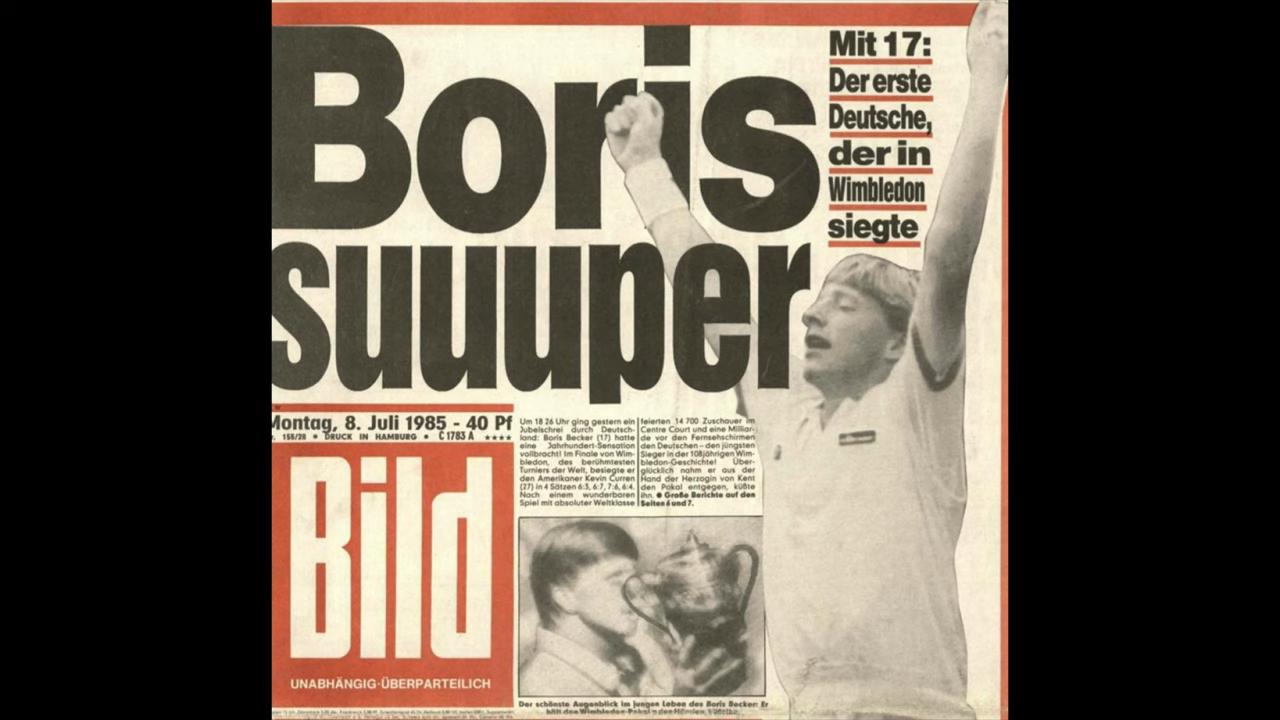 Boris
suuuper
Mit 17:
Der erste
Deutsche,
der in
Wimbledon
siegte
Montag, 8. Juli 1985 - 40 Pf
155/28 • DRUCK IN HAMBURG • C 1783 A ★★★★
Bild
UNABHÄNGIG·ÜBERPARTEILICH
Um 18 26 Uhr ging gestern ein
Jubelschrei durch Deutsch-
land: Boris Becker (17) hatte
eine Jahrhundert-Sensation
vollbracht! Im Finale von Wim-
bledon, des berühmtesten
Turniers der Welt, besiegte er
den Amerikaner Kevin Curren
(27) in 4 Sätzen 6:3, 6:7, 7:6, 6:4.
Nach einem wunderbaren
Spiel mit absoluter Weltklasse
feierten 14 700 Zuschauer im
Centre Court und eine Milliar-
de vor den Fernsehschirmen
den Deutschen – den jüngsten
Sieger in der 108jährigen Wim-
bledon-Geschichte! Über-
glücklich nahm er aus der
Hand der Herzogin von Kent
den Pokal entgegen, küßte
ihn. ● Große Berichte auf den
Seiten 6 und 7.
Der schönste Augenblick im jungen Leben des Boris Becker: Er
hält den Wimbledon-Pokal